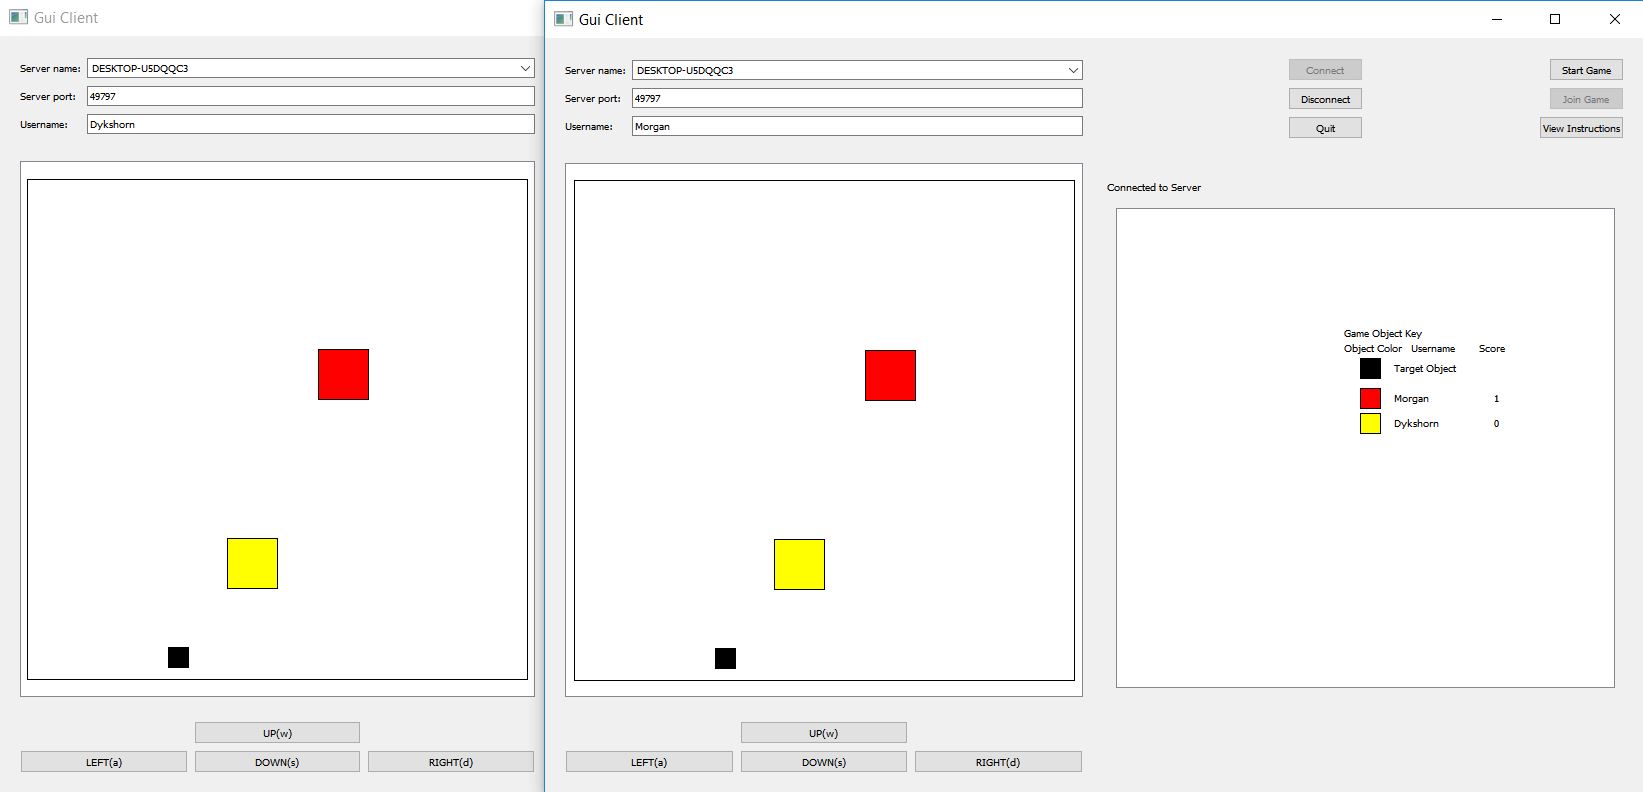 Gui Client
Server name: DESKTOP-U5DQQC3
Server port: 49797
Username: Dykshorn
UP(w)
LEFT(a) DOWN(s) RIGHT(d)
Gui Client
Server name: DESKTOP-U5DQQC3
Server port: 49797
Username: Morgan
Connect Start Game
Disconnect Join Game
Quit View Instructions
Connected to Server
Game Object Key
Object Color Username Score
Target Object
Morgan 1
Dykshorn 0
UP(w)
LEFT(a) DOWN(s) RIGHT(d)